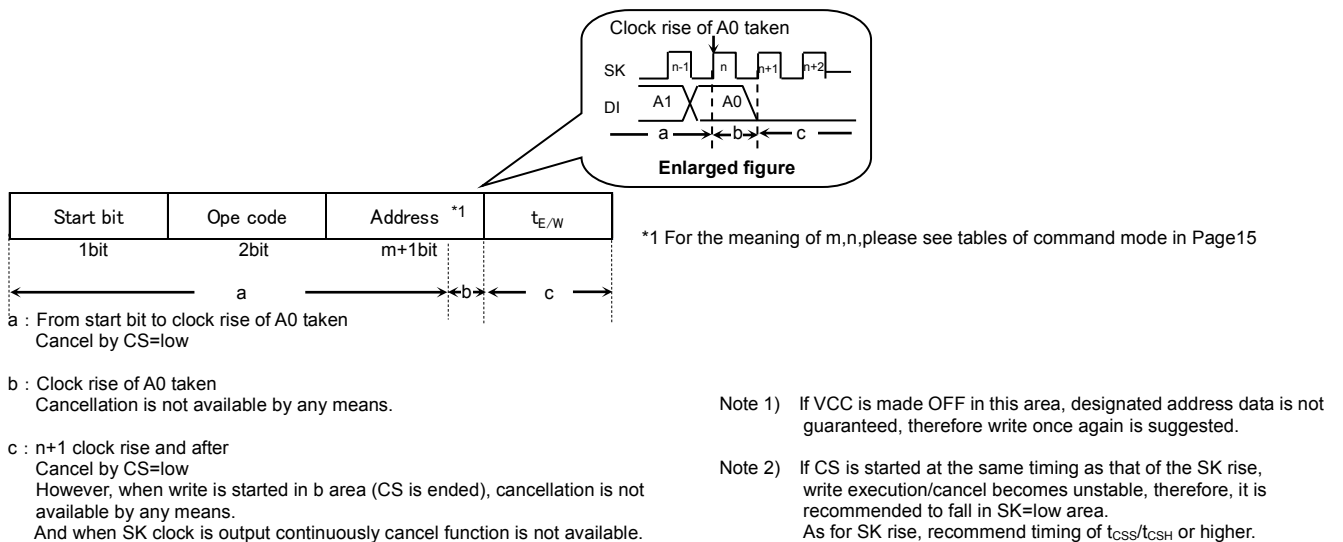 Clock rise of A0 taken
SK
n-1
n
n+1
n+2
DI
A1
A0
a
b
c
Enlarged figure
Start bit
Ope code
Address *1
tE/W
1bit
2bit
m+1bit
*1 For the meaning of m,n,please see tables of command mode in Page15
a
b
c
a : From start bit to clock rise of A0 taken
Cancel by CS=low
b : Clock rise of A0 taken
Cancellation is not available by any means.
c : n+1 clock rise and after
Cancel by CS=low
However, when write is started in b area (CS is ended), cancellation is not
available by any means.
And when SK clock is output continuously cancel function is not available.
Note 1) If VCC is made OFF in this area, designated address data is not
guaranteed, therefore write once again is suggested.
Note 2) If CS is started at the same timing as that of the SK rise,
write execution/cancel becomes unstable, therefore, it is
recommended to fall in SK=low area.
As for SK rise, recommend timing of tCSS/tCSH or higher.